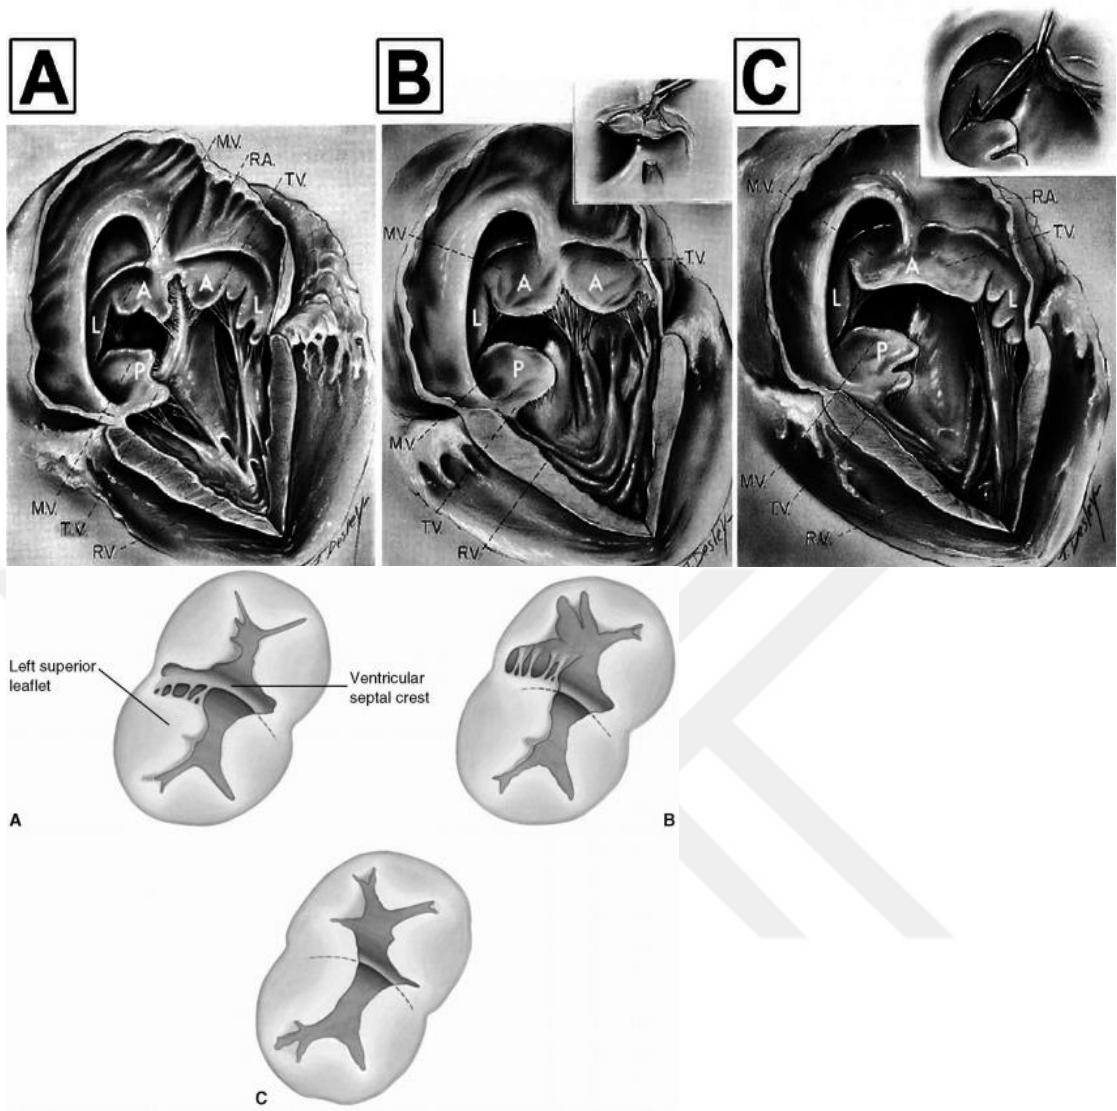 A
B
C
M.V.
R.A.
T.V.
A
A
L
L
P
M.V.
T.V.
R.V.
M.V.
T.V.
A
A
L
P
M.V.
T.V.
R.V.
M.V.
R.A.
T.V.
A
L
L
P
M.V.
T.V.
R.V.
Left superior
leaflet
Ventricular
septal crest
A
B
C